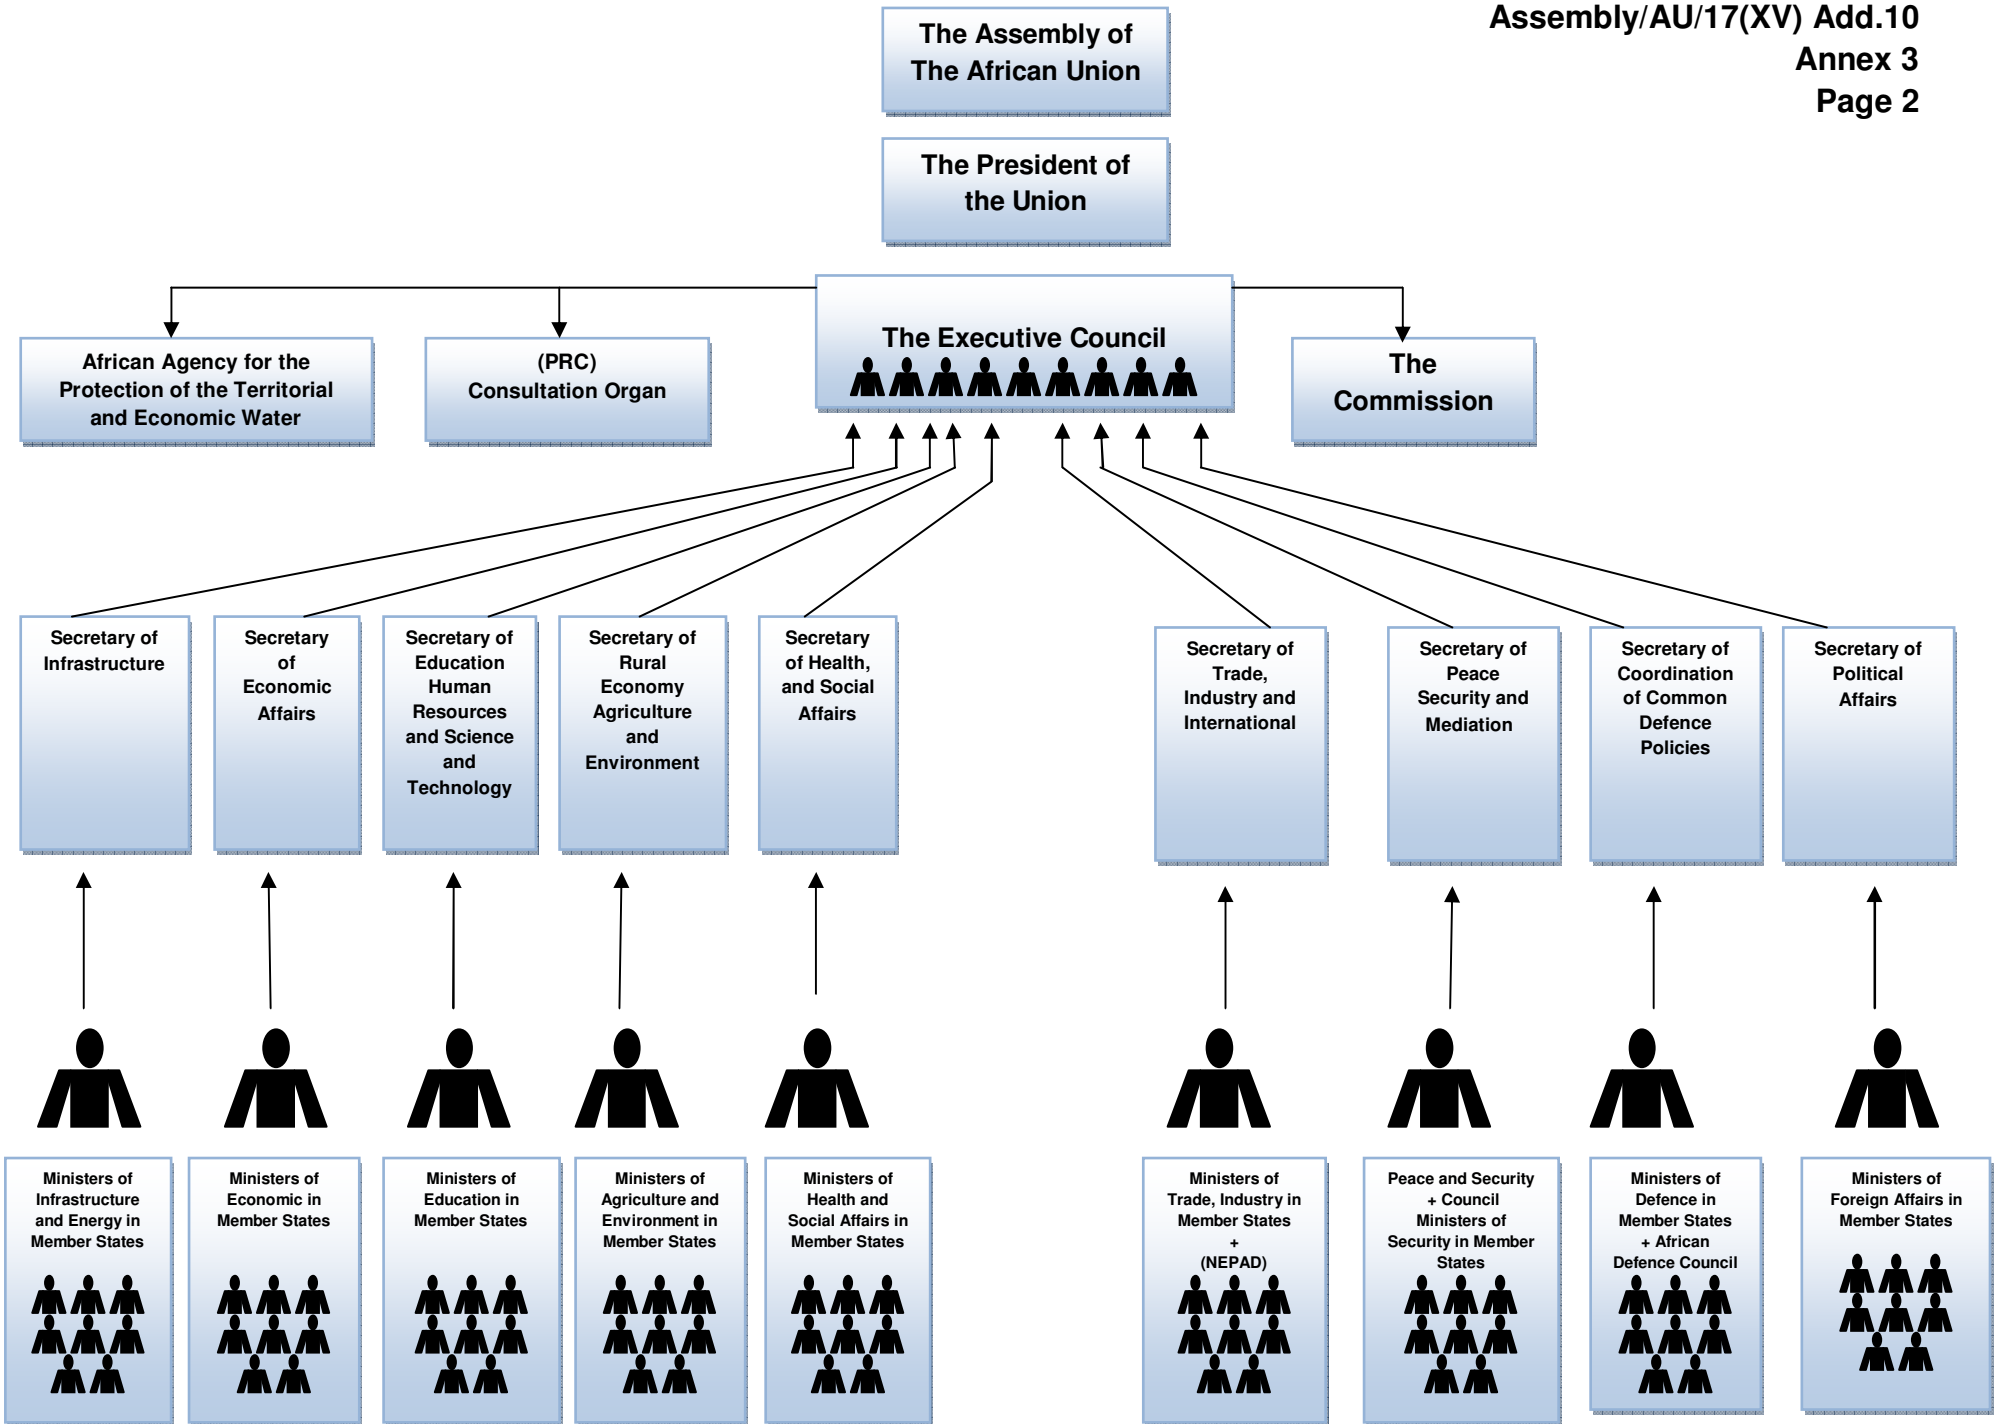 Assembly/AU/17(XV) Add.10
Annex 3
Page 2
The Assembly of
The African Union
The President of
the Union
The Executive Council
African Agency for the
Protection of the Territorial
and Economic Water
(PRC)
Consultation Organ
The
Commission
Secretary of
Infrastructure
Secretary
of
Economic
Affairs
Secretary of
Education
Human
Resources
and Science
and
Technology
Secretary of
Rural
Economy
Agriculture
and
Environment
Secretary
of Health,
and Social
Affairs
Secretary of
Trade,
Industry and
International
Secretary of
Peace
Security and
Mediation
Secretary of
Coordination
of Common
Defence
Policies
Secretary of
Political
Affairs
Ministers of
Infrastructure
and Energy in
Member States
Ministers of
Economic in
Member States
Ministers of
Education in
Member States
Ministers of
Agriculture and
Environment in
Member States
Ministers of
Health and
Social Affairs in
Member States
Ministers of
Trade, Industry in
Member States
+
(NEPAD)
Peace and Security
+ Council
Ministers of
Security in Member
States
Ministers of
Defence in
Member States
+ African
Defence Council
Ministers of
Foreign Affairs in
Member States